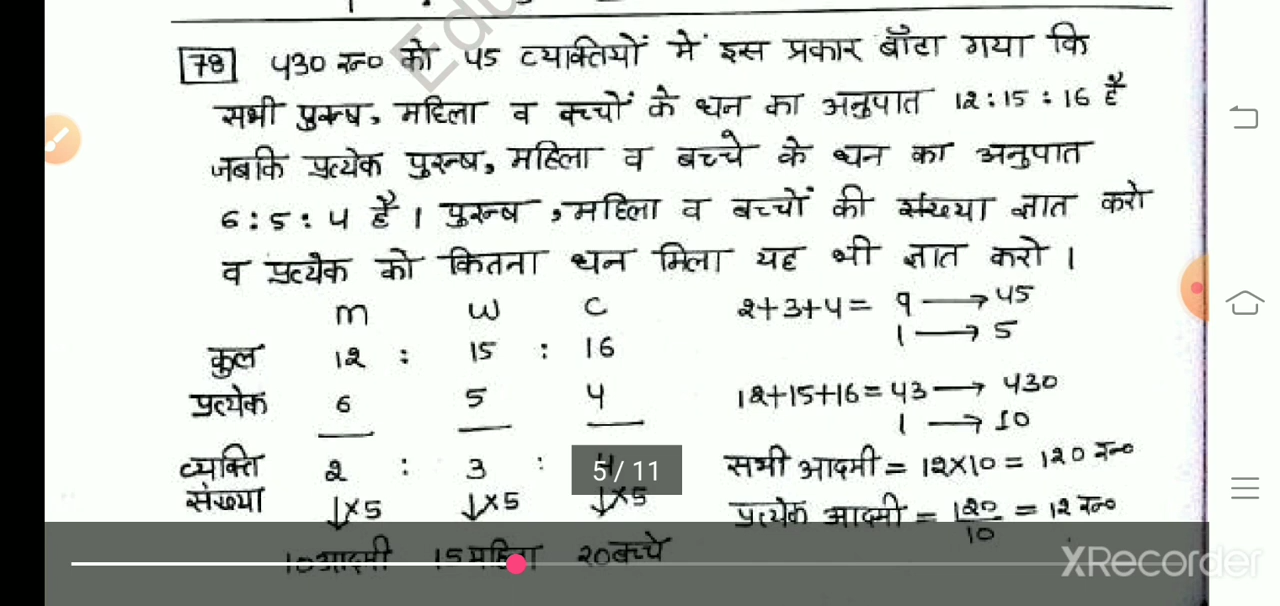 Edu
78 430 रु० को 45 व्यक्तियों में इस प्रकार बाँटा गया कि
सभी पुरूष, महिला व बच्चों के धन का अनुपात 12 : 15 : 16 है
जबकि प्रत्येक पुरूष, महिला व बच्चे के धन का अनुपात
6 : 5 : 4 है । पुरूष , महिला व बच्चों की संख्या ज्ञात करो
व प्रत्येक को कितना धन मिला यह भी ज्ञात करो ।
m w c 2+3+4= 9 → 45
1 → 5
कुल 12 : 15 : 16
प्रत्येक 6 5 4 12+15+16= 43 → 430
1 → 10
व्यक्ति 2 : 3 : 4 सभी आदमी = 12×10 = 120 रु०
5 / 11
संख्या ↓×5 ↓×5 ↓×5 प्रत्येक आदमी = 120/10 = 12 रु०
10 आदमी 15 महिला 20 बच्चे
XRecorder